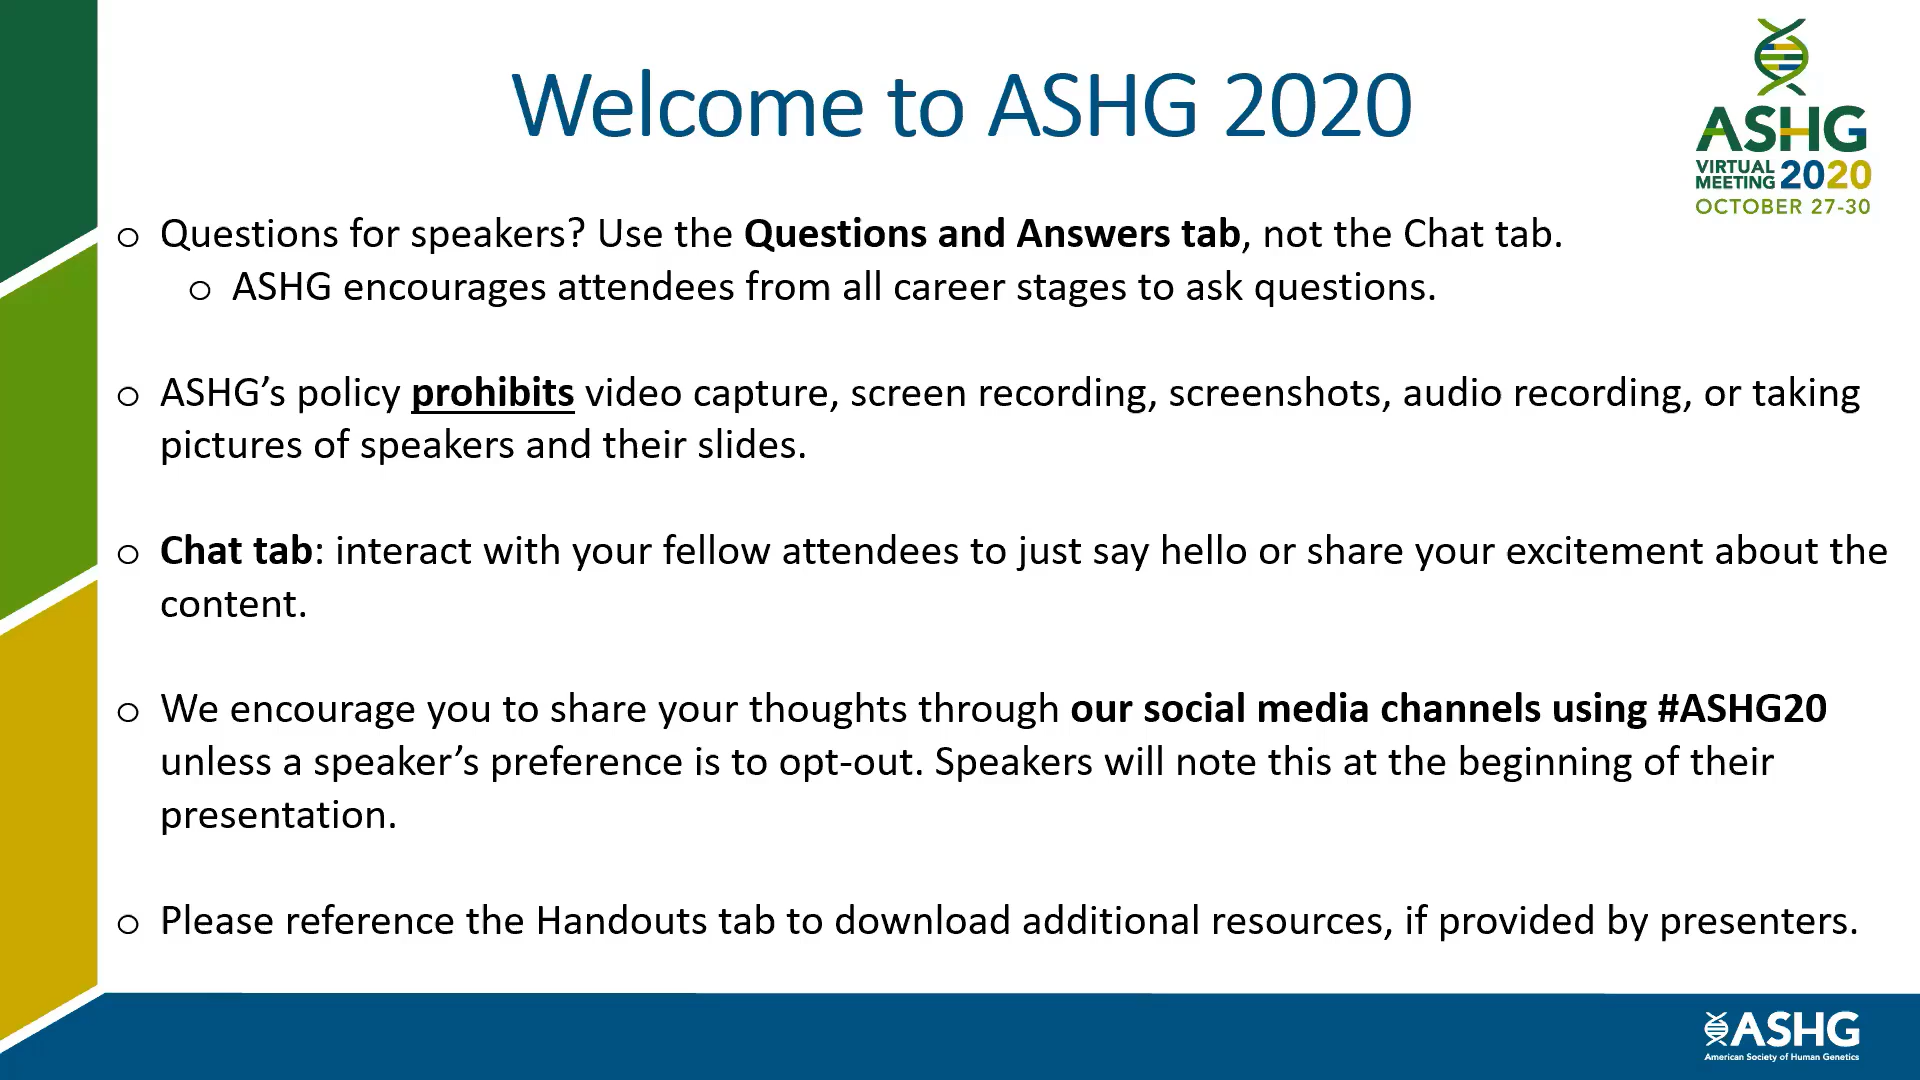 Welcome to ASHG 2020
ASHG
VIRTUAL
MEETING 2020
OCTOBER 27-30
o Questions for speakers? Use the Questions and Answers tab, not the Chat tab.
o ASHG encourages attendees from all career stages to ask questions.
o ASHG’s policy prohibits video capture, screen recording, screenshots, audio recording, or taking
pictures of speakers and their slides.
o Chat tab: interact with your fellow attendees to just say hello or share your excitement about the
content.
o We encourage you to share your thoughts through our social media channels using #ASHG20
unless a speaker’s preference is to opt-out. Speakers will note this at the beginning of their
presentation.
o Please reference the Handouts tab to download additional resources, if provided by presenters.
ASHG
American Society of Human Genetics